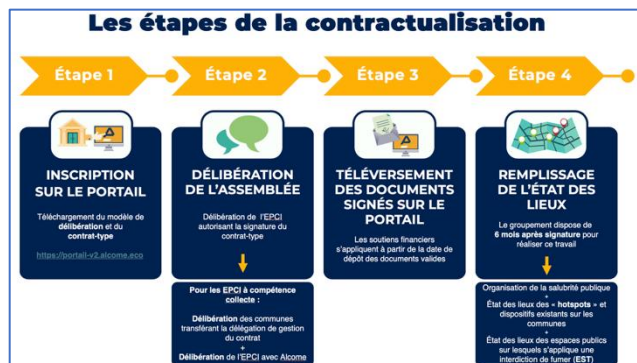 Les étapes de la contractualisation
Étape 1
Étape 2
Étape 3
Étape 4
INSCRIPTION
SUR LE PORTAIL
Téléchargement du modèle de
délibération et du
contrat-type
https://portail-v2.alcome.eco
DÉLIBÉRATION
DE L'ASSEMBLÉE
Délibération de l'EPCI
autorisant la signature du
contrat-type
Pour les EPCI à compétence
collecte :
Délibération des communes
transférant la délégation de gestion
du contrat
+
Délibération de l'EPCI avec Alcome
TÉLÉVERSEMENT
DES DOCUMENTS
SIGNÉS SUR LE
PORTAIL
Les soutiens financiers
s'appliquent à partir de la date de
dépôt des documents valides
REMPLISSAGE
DE L'ÉTAT DES
LIEUX
Le groupement dispose de
6 mois après signature pour
réaliser ce travail
Organisation de la salubrité publique
+
État des lieux des « hotspots » et
dispositifs existants sur les
communes
+
État des lieux des espaces publics
sur lesquels s'applique une
interdiction de fumer (EST)